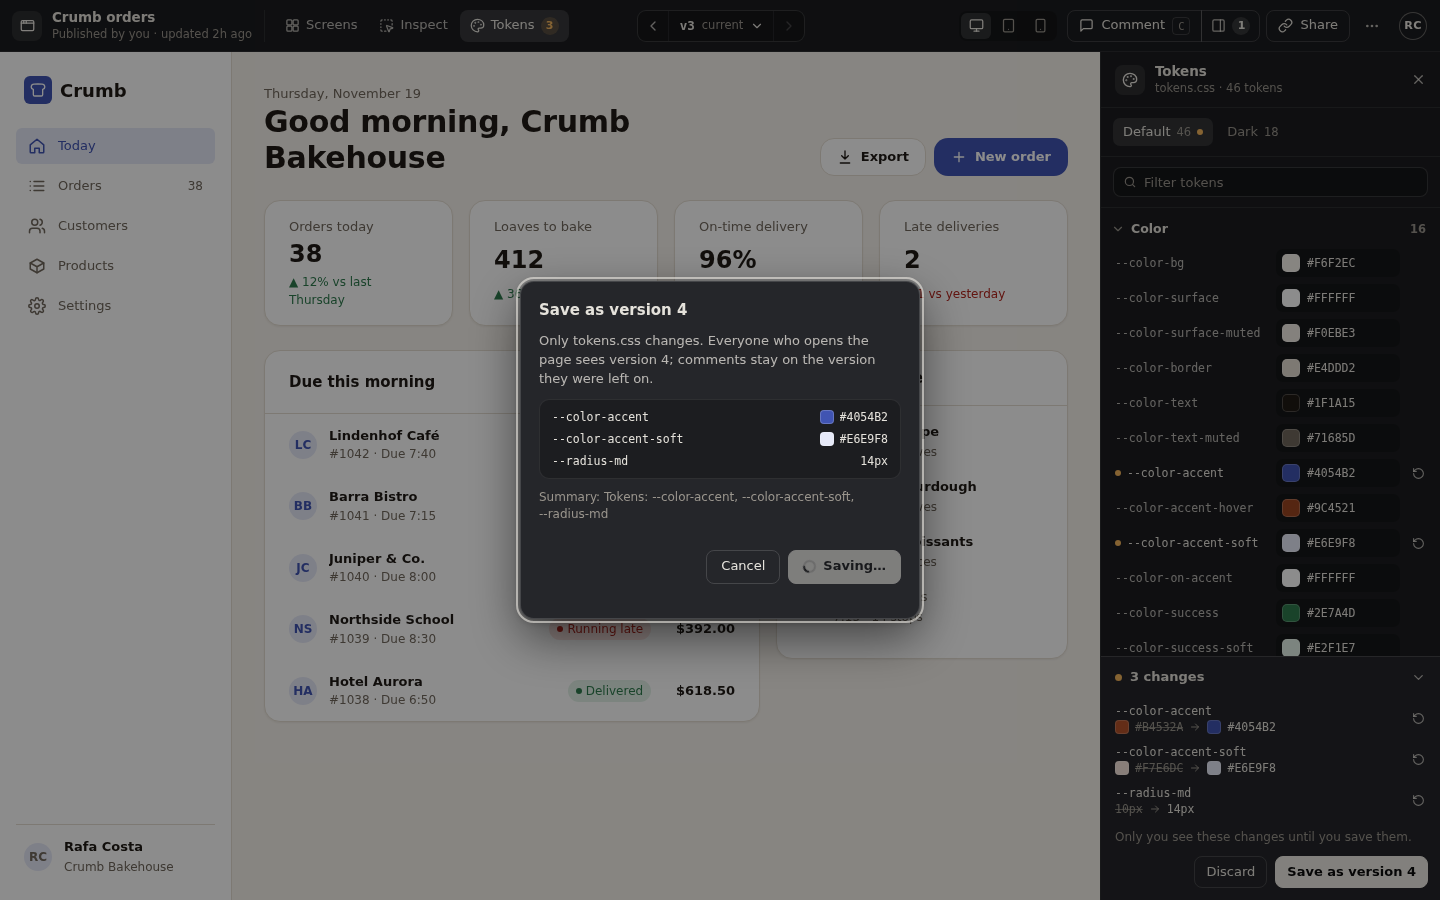 Crumb orders
Published by you · updated 2h ago
Screens
Inspect
Tokens 3
v3 current
Comment C
1
Share
RC
Crumb
Today
Orders 38
Customers
Products
Settings
RC
Rafa Costa
Crumb Bakehouse
Thursday, November 19
Good morning, Crumb
Bakehouse
Export
New order
Orders today
38
▲ 12% vs last
Thursday
Loaves to bake
412
▲ 3
On-time delivery
96%
Late deliveries
2
vs yesterday
Due this morning
LC
Lindenhof Café
#1042 · Due 7:40
BB
Barra Bistro
#1041 · Due 7:15
JC
Juniper & Co.
#1040 · Due 8:00
NS
Northside School
#1039 · Due 8:30
Running late
$392.00
HA
Hotel Aurora
#1038 · Due 6:50
Delivered
$618.50
Save as version 4
Only tokens.css changes. Everyone who opens the
page sees version 4; comments stay on the version
they were left on.
--color-accent #4054B2
--color-accent-soft #E6E9F8
--radius-md 14px
Summary: Tokens: --color-accent, --color-accent-soft,
--radius-md
Cancel
Saving…
Tokens
tokens.css · 46 tokens
Default 46
Dark 18
Filter tokens
Color 16
--color-bg #F6F2EC
--color-surface #FFFFFF
--color-surface-muted #F0EBE3
--color-border #E4DDD2
--color-text #1F1A15
--color-text-muted #71685D
--color-accent #4054B2
--color-accent-hover #9C4521
--color-accent-soft #E6E9F8
--color-on-accent #FFFFFF
--color-success #2E7A4D
--color-success-soft #E2F1E7
3 changes
--color-accent
#B4532A → #4054B2
--color-accent-soft
#F7E6DC → #E6E9F8
--radius-md
10px → 14px
Only you see these changes until you save them.
Discard
Save as version 4